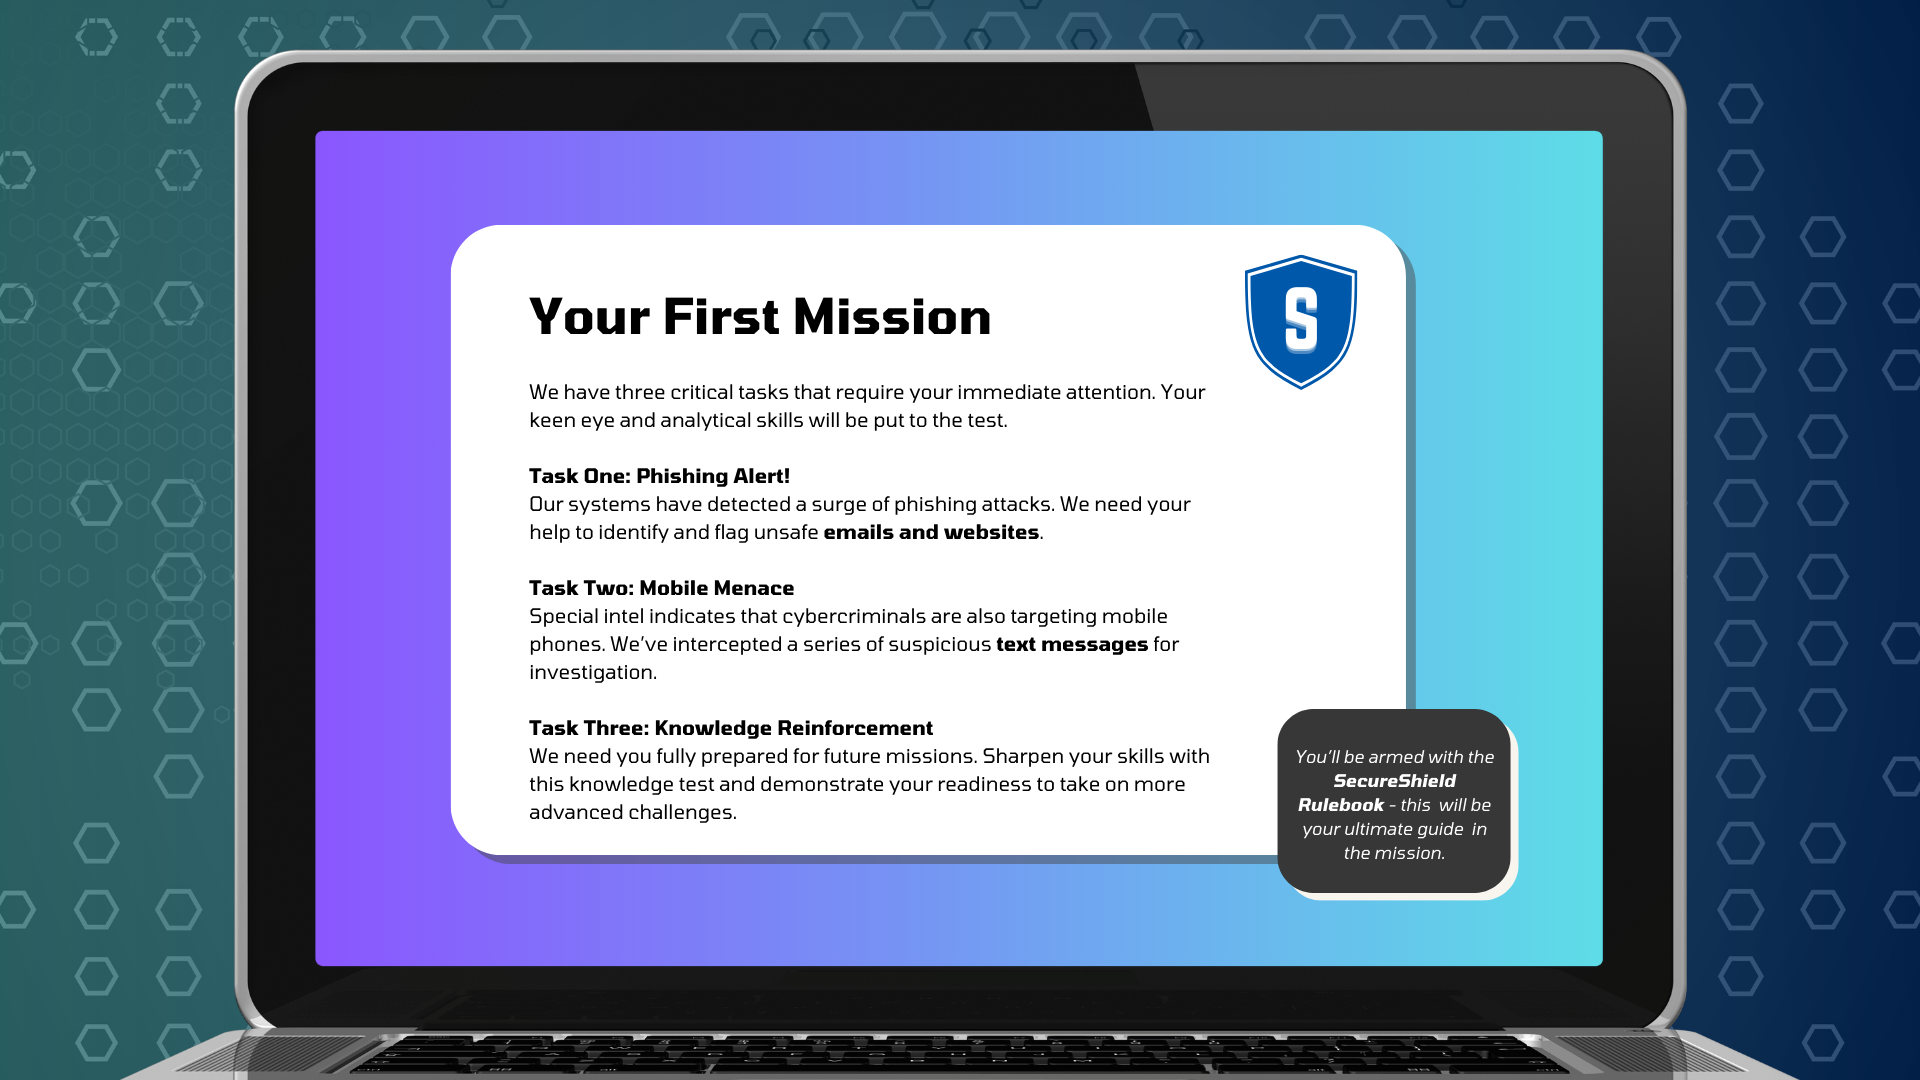 Your First Mission
S
We have three critical tasks that require your immediate attention. Your
keen eye and analytical skills will be put to the test.
Task One: Phishing Alert!
Our systems have detected a surge of phishing attacks. We need your
help to identify and flag unsafe emails and websites.
Task Two: Mobile Menace
Special intel indicates that cybercriminals are also targeting mobile
phones. We've intercepted a series of suspicious text messages for
investigation.
Task Three: Knowledge Reinforcement
We need you fully prepared for future missions. Sharpen your skills with
this knowledge test and demonstrate your readiness to take on more
advanced challenges.
You'll be armed with the
SecureShield
Rulebook - this will be
your ultimate guide in
the mission.